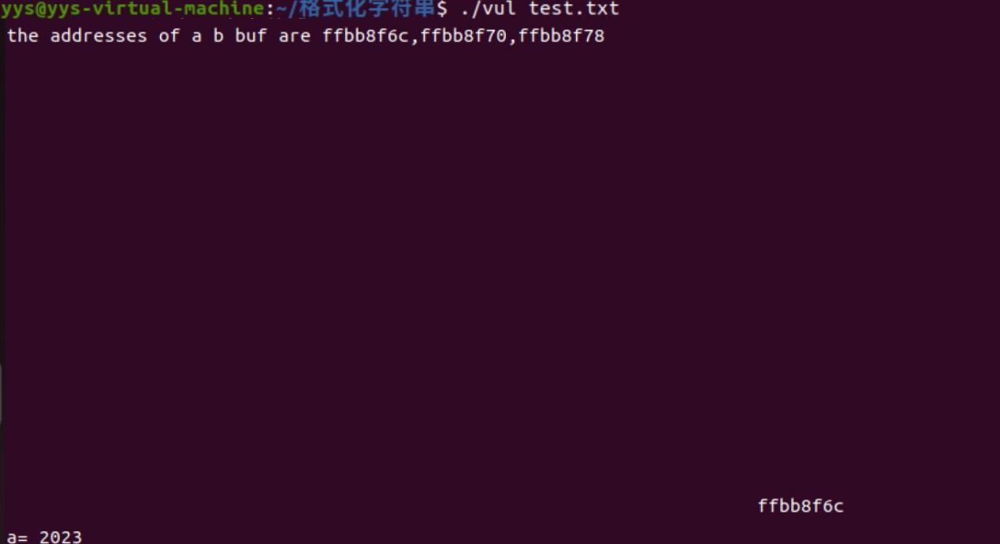 yys@yys-virtual-machine:~/格式化字符串$ ./vul test.txt
the addresses of a b buf are ffbb8f6c,ffbb8f70,ffbb8f78
ffbb8f6c
a= 2023